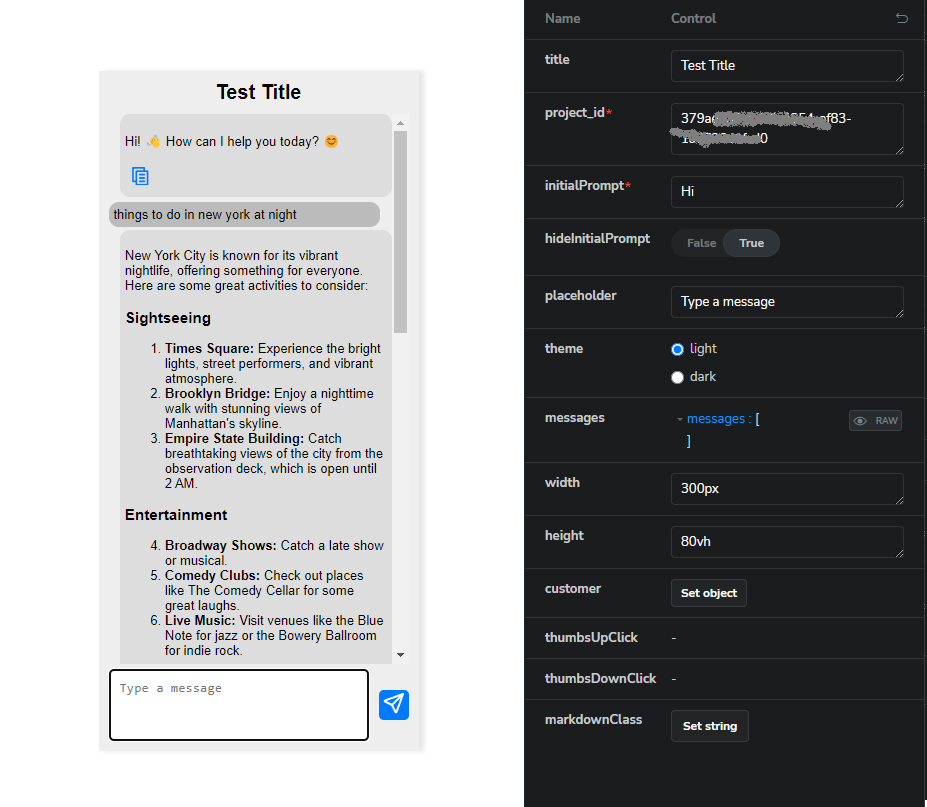 Test Title
Hi! 👋 How can I help you today? 😊
things to do in new york at night
New York City is known for its vibrant
nightlife, offering something for everyone.
Here are some great activities to consider:
Sightseeing
1. Times Square: Experience the bright
lights, street performers, and vibrant
atmosphere.
2. Brooklyn Bridge: Enjoy a nighttime
walk with stunning views of
Manhattan's skyline.
3. Empire State Building: Catch
breathtaking views of the city from the
observation deck, which is open until
2 AM.
Entertainment
4. Broadway Shows: Catch a late show
or musical.
5. Comedy Clubs: Check out places
like The Comedy Cellar for some
great laughs.
6. Live Music: Visit venues like the Blue
Note for jazz or the Bowery Ballroom
for indie rock.
Type a message
Name Control
title Test Title
project_id*
initialPrompt* Hi
hideInitialPrompt False True
placeholder Type a message
theme light
dark
messages messages : [ RAW
]
width 300px
height 80vh
customer Set object
thumbsUpClick -
thumbsDownClick -
markdownClass Set string